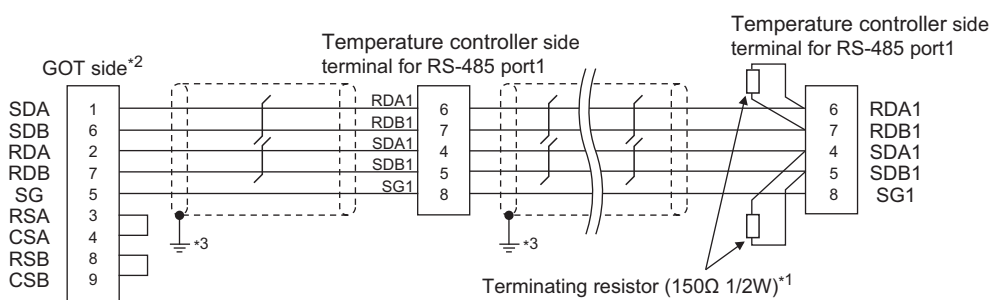 Temperature controller side
terminal for RS-485 port1
Temperature controller side
terminal for RS-485 port1
GOT side*2
SDA 1 RDA1 6 6 RDA1
SDB 6 RDB1 7 7 RDB1
RDA 2 SDA1 4 4 SDA1
RDB 7 SDB1 5 5 SDB1
SG 5 SG1 8 8 SG1
RSA 3
CSA 4
RSB 8
CSB 9
*3
*3
Terminating resistor (150Ω 1/2W)*1